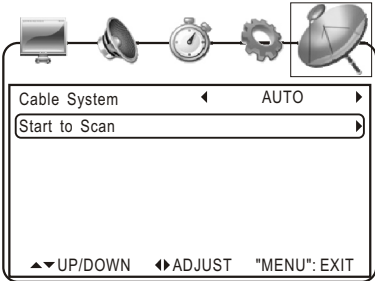 Cable System ◀ AUTO ▶
Start to Scan ▶
▲▼UP/DOWN ◀▶ADJUST "MENU": EXIT